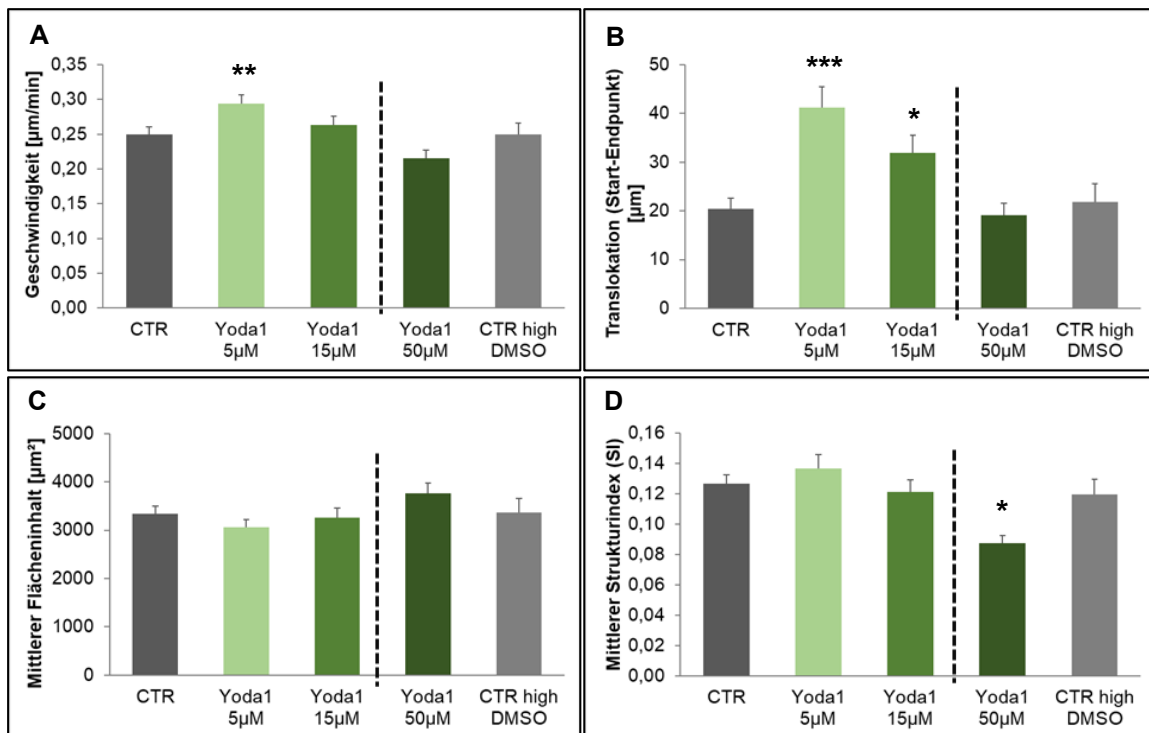 A
Geschwindigkeit [µm/min]
0,35
0,30
0,25
0,20
0,15
0,10
0,05
0,00
**
CTR
Yoda1
5µM
Yoda1
15µM
Yoda1
50µM
CTR high
DMSO
B
Translokation (Start-Endpunkt)
[µm]
50
40
30
20
10
0
***
*
CTR
Yoda1
5µM
Yoda1
15µM
Yoda1
50µM
CTR high
DMSO
C
Mittlerer Flächeninhalt [µm²]
5000
4000
3000
2000
1000
0
CTR
Yoda1
5µM
Yoda1
15µM
Yoda1
50µM
CTR high
DMSO
D
Mittlerer Strukturindex (SI)
0,16
0,14
0,12
0,10
0,08
0,06
0,04
0,02
0,00
*
CTR
Yoda1
5µM
Yoda1
15µM
Yoda1
50µM
CTR high
DMSO